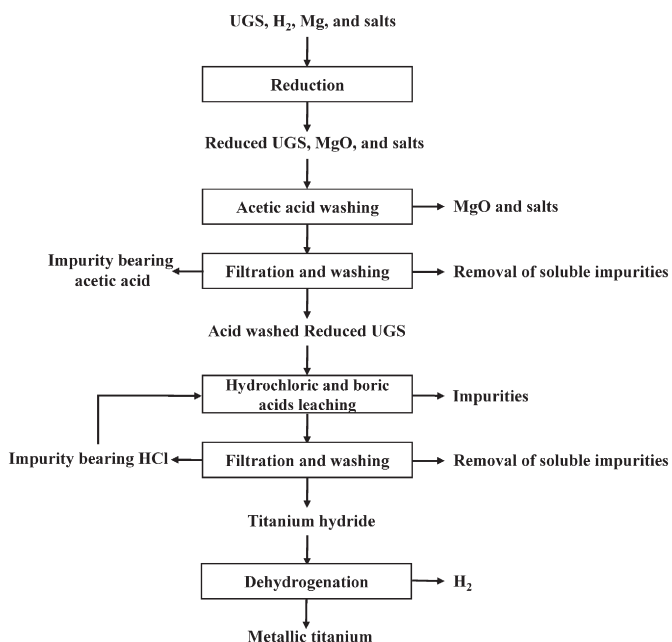 UGS, H₂, Mg, and salts
Reduction
Reduced UGS, MgO, and salts
Acetic acid washing
MgO and salts
Impurity bearing
acetic acid
Filtration and washing
Removal of soluble impurities
Acid washed Reduced UGS
Hydrochloric and boric
acids leaching
Impurities
Impurity bearing HCl
Filtration and washing
Removal of soluble impurities
Titanium hydride
Dehydrogenation
H₂
Metallic titanium